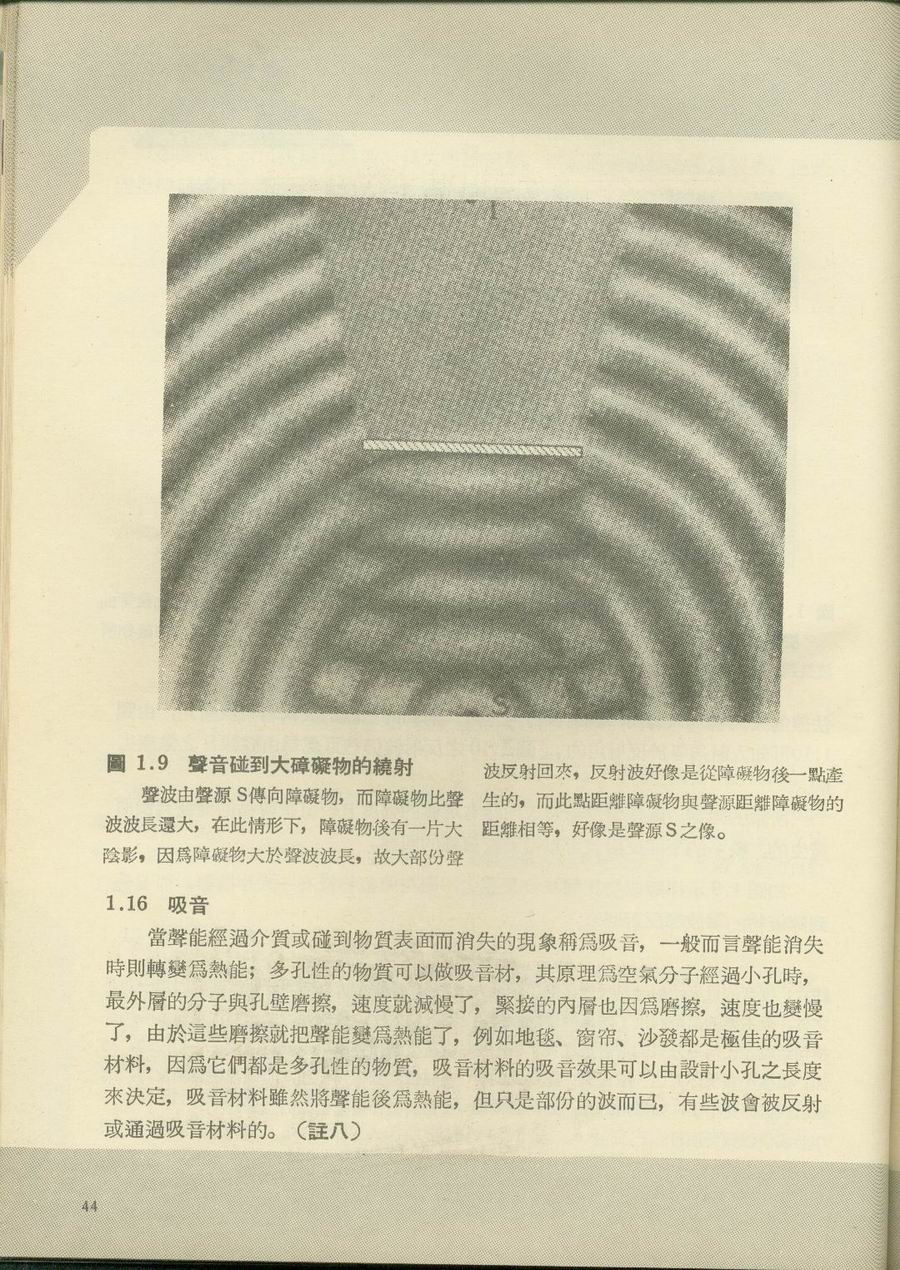 I
S
圖 1.9 聲音碰到大障礙物的繞射
聲波由聲源 S傳向障礙物，而障礙物比聲
波波長還大，在此情形下，障礙物後有一片大
陰影，因爲障礙物大於聲波波長，故大部份聲
波反射回來，反射波好像是從障礙物後一點產
生的，而此點距離障礙物與聲源距離障礙物的
距離相等，好像是聲源 S 之像。
1.16 吸音
當聲能經過介質或碰到物質表面而消失的現象稱爲吸音，一般而言聲能消失
時則轉變爲熱能；多孔性的物質可以做吸音材，其原理爲空氣分子經過小孔時，
最外層的分子與孔壁磨擦，速度就減慢了，緊接的內層也因爲磨擦，速度也變慢
了，由於這些磨擦就把聲能變爲熱能了，例如地毯、窗帘、沙發都是極佳的吸音
材料，因爲它們都是多孔性的物質，吸音材料的吸音效果可以由設計小孔之長度
來決定，吸音材料雖然將聲能後爲熱能，但只是部份的波而已，有些波會被反射
或通過吸音材料的。（註八）
44